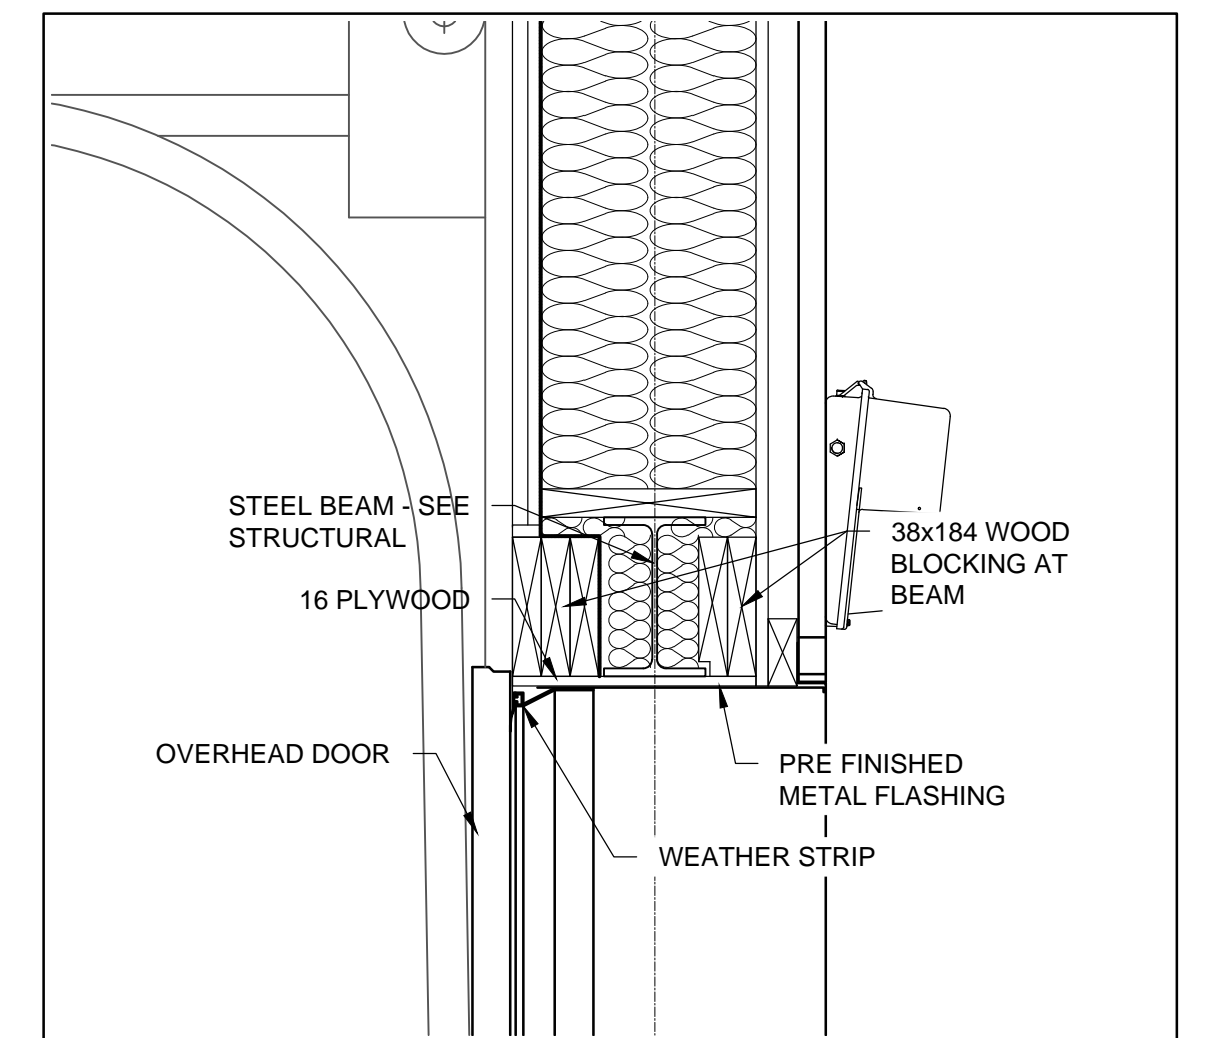 STEEL BEAM - SEE
STRUCTURAL
38x184 WOOD
BLOCKING AT
BEAM
16 PLYWOOD
OVERHEAD DOOR
PRE FINISHED
METAL FLASHING
WEATHER STRIP